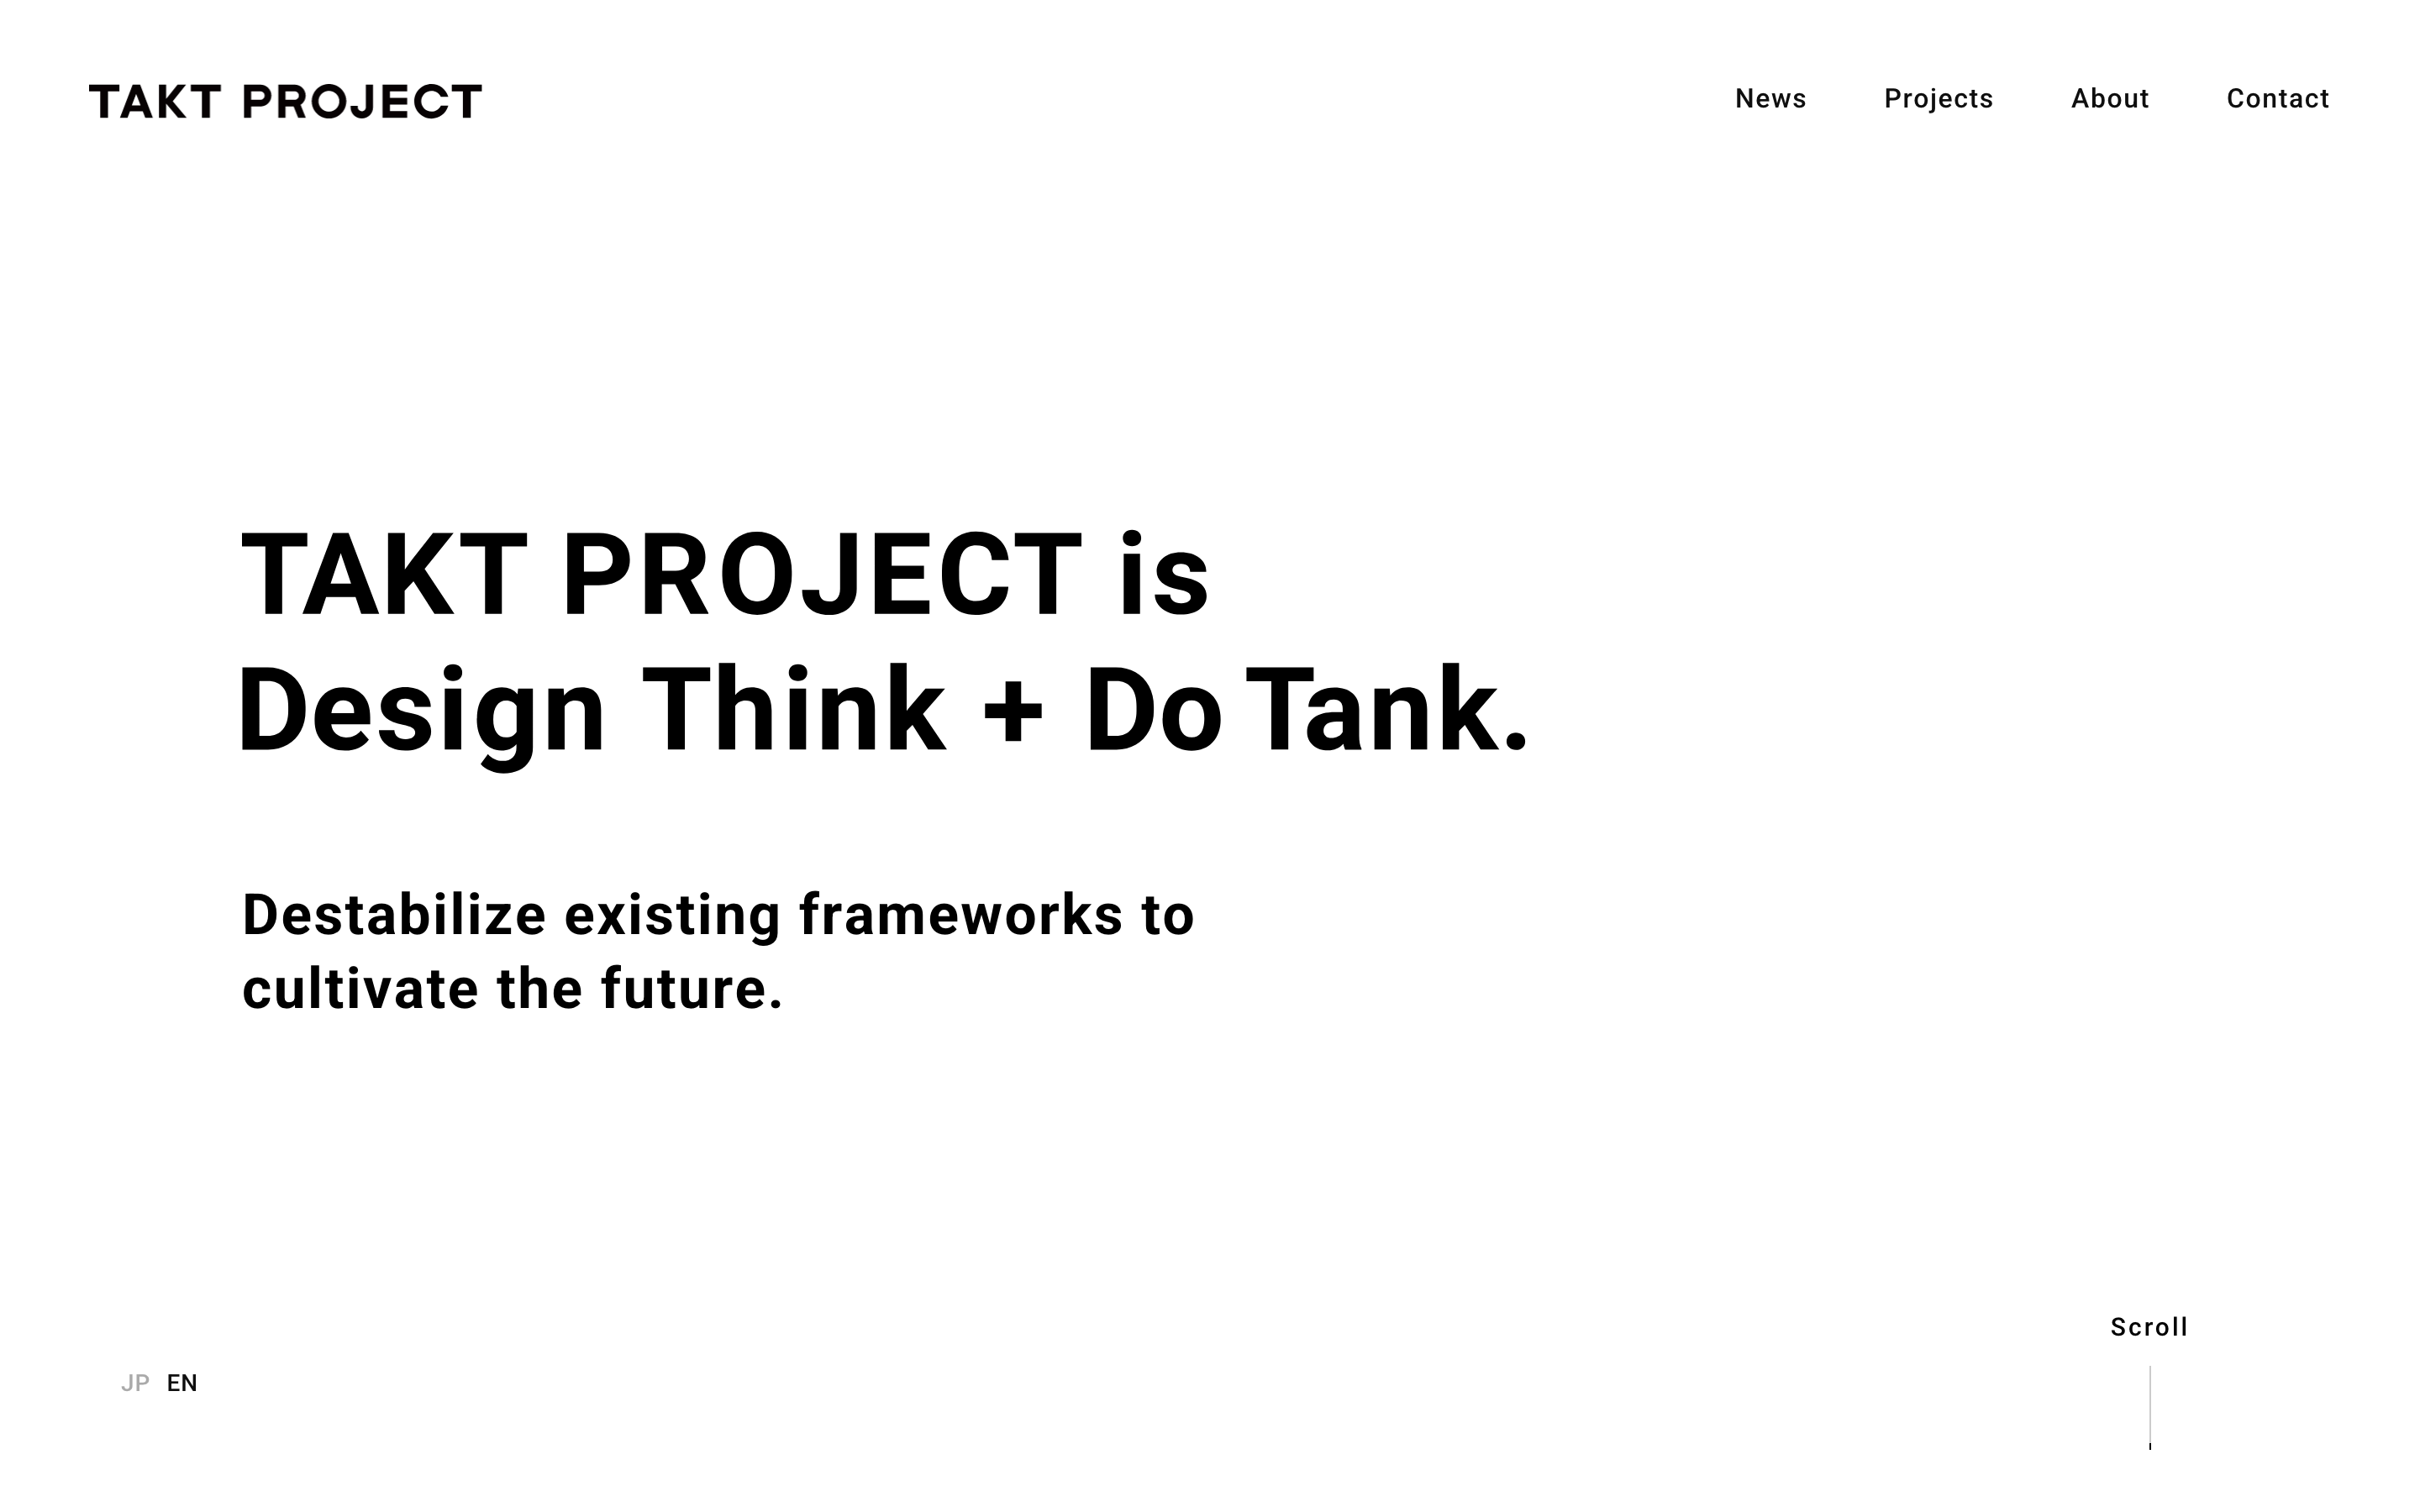 TAKT PROJECT
News
Projects
About
Contact
TAKT PROJECT is
Design Think + Do Tank.
Destabilize existing frameworks to
cultivate the future.
Scroll
JP EN